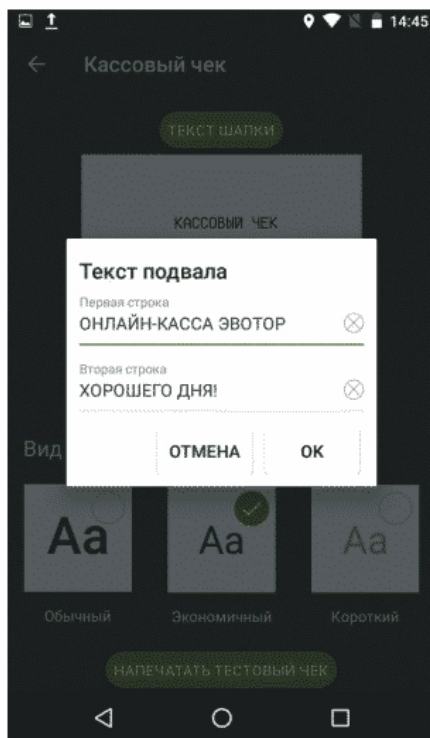 14:45
Кассовый чек
ТЕКСТ ШАПКИ
КАССОВЫЙ ЧЕК
Текст подвала
Первая строка
ОНЛАЙН-КАССА ЭВОТОР
Вторая строка
ХОРОШЕГО ДНЯ!
ОТМЕНА OK
Вид
Aa Aa Aa
Обычный Экономичный Короткий
НАПЕЧАТАТЬ ТЕСТОВЫЙ ЧЕК